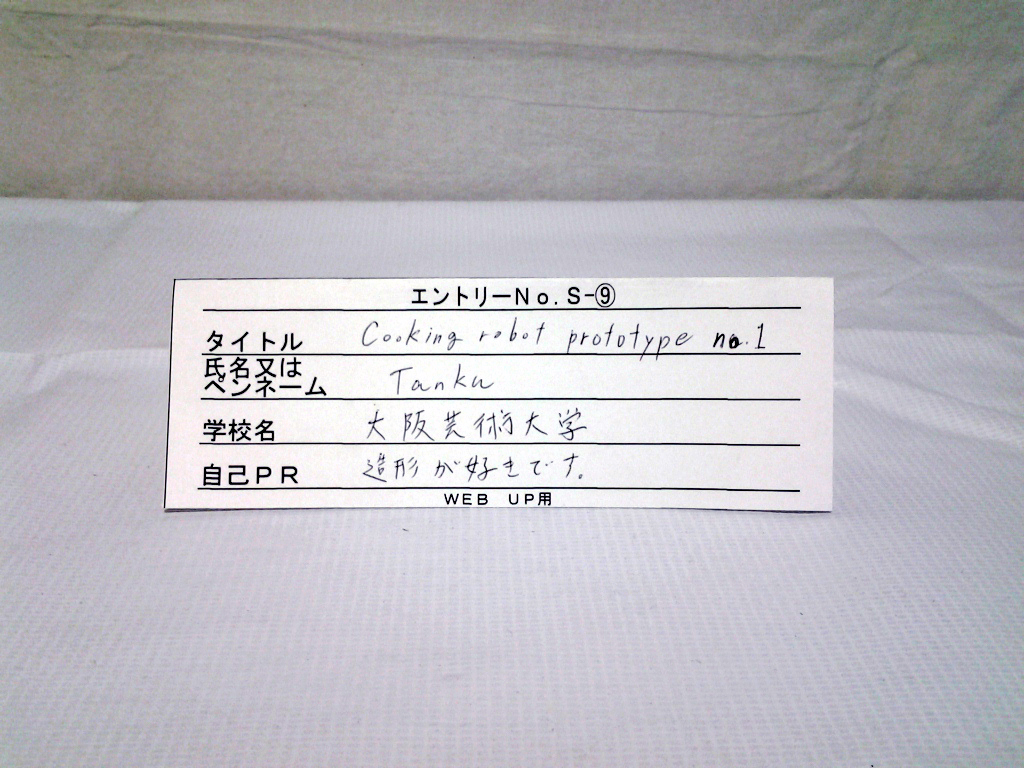 エントリーNo.S-⑨
タイトル Cooking robot prototype no.1
氏名又は
ペンネーム Tanku
学校名 大阪芸術大学
自己PR 造形が好きです。
WEB UP用